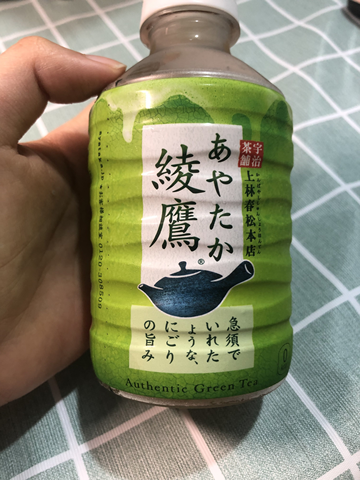 あやたか
綾鷹
®
宇治
茶舗
上林春松本店
急須で
いれた
ような、
にごり
の旨み
Authentic Green Tea